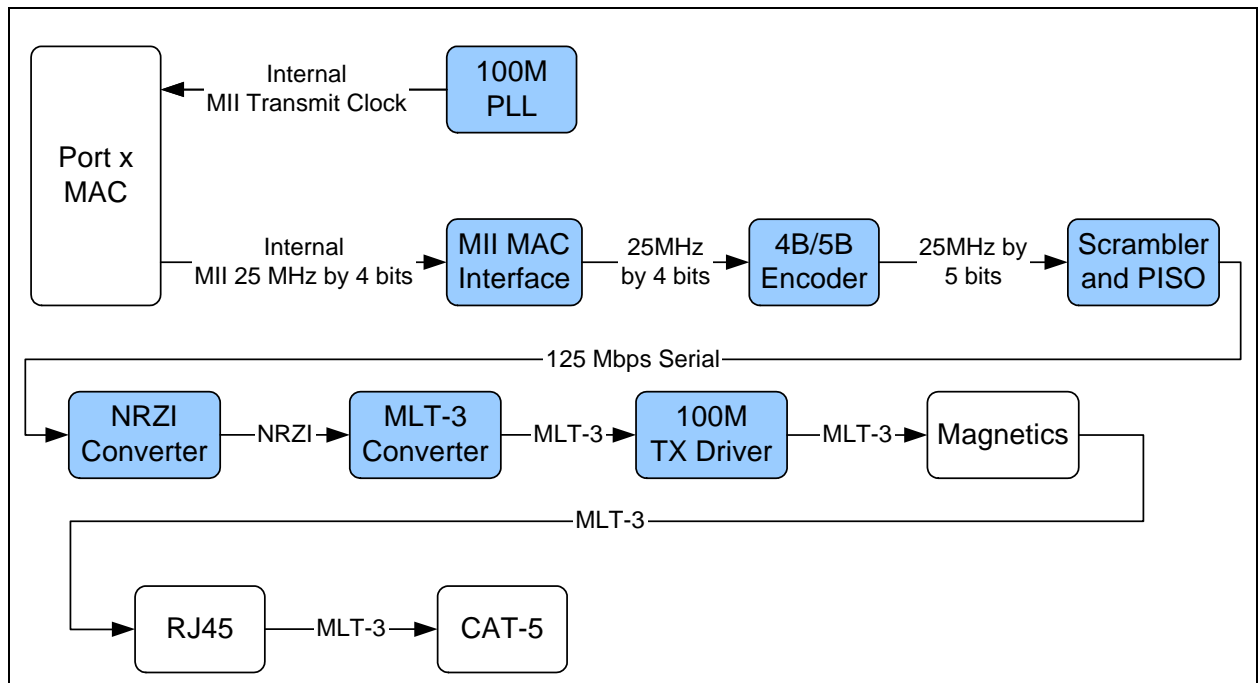 Internal
MII Transmit Clock
100M
PLL
Port x
MAC
Internal
MII 25 MHz by 4 bits
MII MAC
Interface
25MHz
by 4 bits
4B/5B
Encoder
25MHz by
5 bits
Scrambler
and PISO
125 Mbps Serial
NRZI
Converter
NRZI
MLT-3
Converter
MLT-3
100M
TX Driver
MLT-3
Magnetics
MLT-3
RJ45
MLT-3
CAT-5